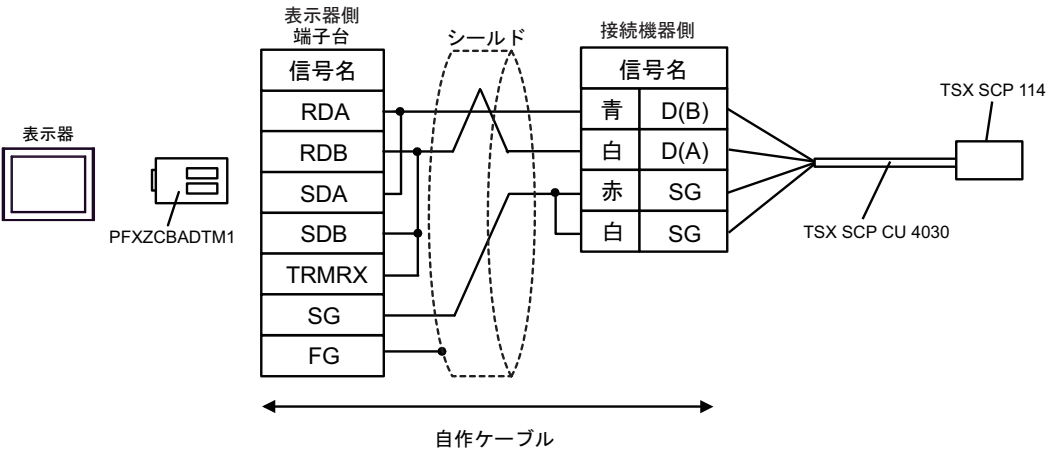 表示器
PFXZCBADTM1
表示器側
端子台
信号名
RDA
RDB
SDA
SDB
TRMRX
SG
FG
シールド
接続機器側
信号名
青 D(B)
白 D(A)
赤 SG
白 SG
TSX SCP 114
TSX SCP CU 4030
自作ケーブル